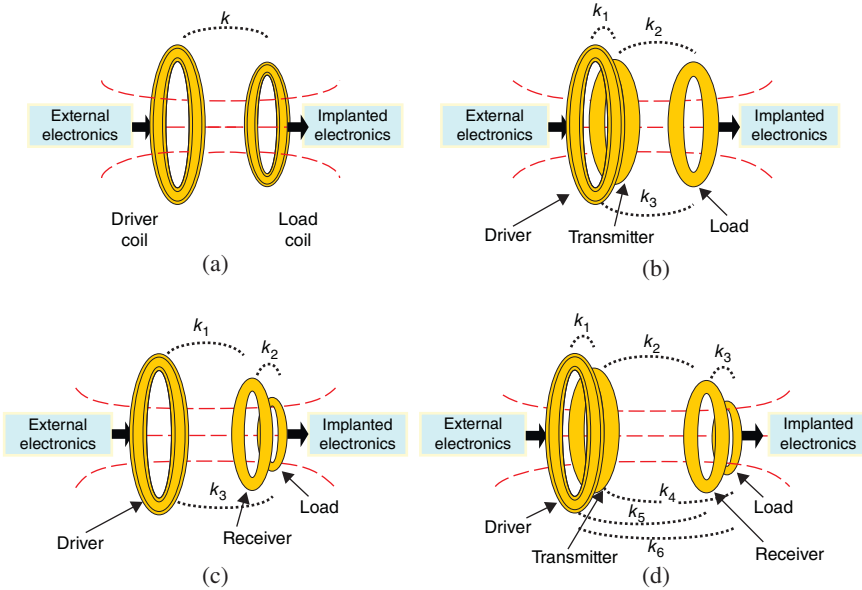 k
External
electronics
Implanted
electronics
Driver
coil
Load
coil
(a)
k1
k2
External
electronics
Implanted
electronics
k3
Driver
Transmitter
Load
(b)
k1
k2
External
electronics
Implanted
electronics
k3
Driver
Receiver
Load
(c)
k1
k2
k3
External
electronics
Implanted
electronics
k4
k5
k6
Driver
Transmitter
Load
Receiver
(d)